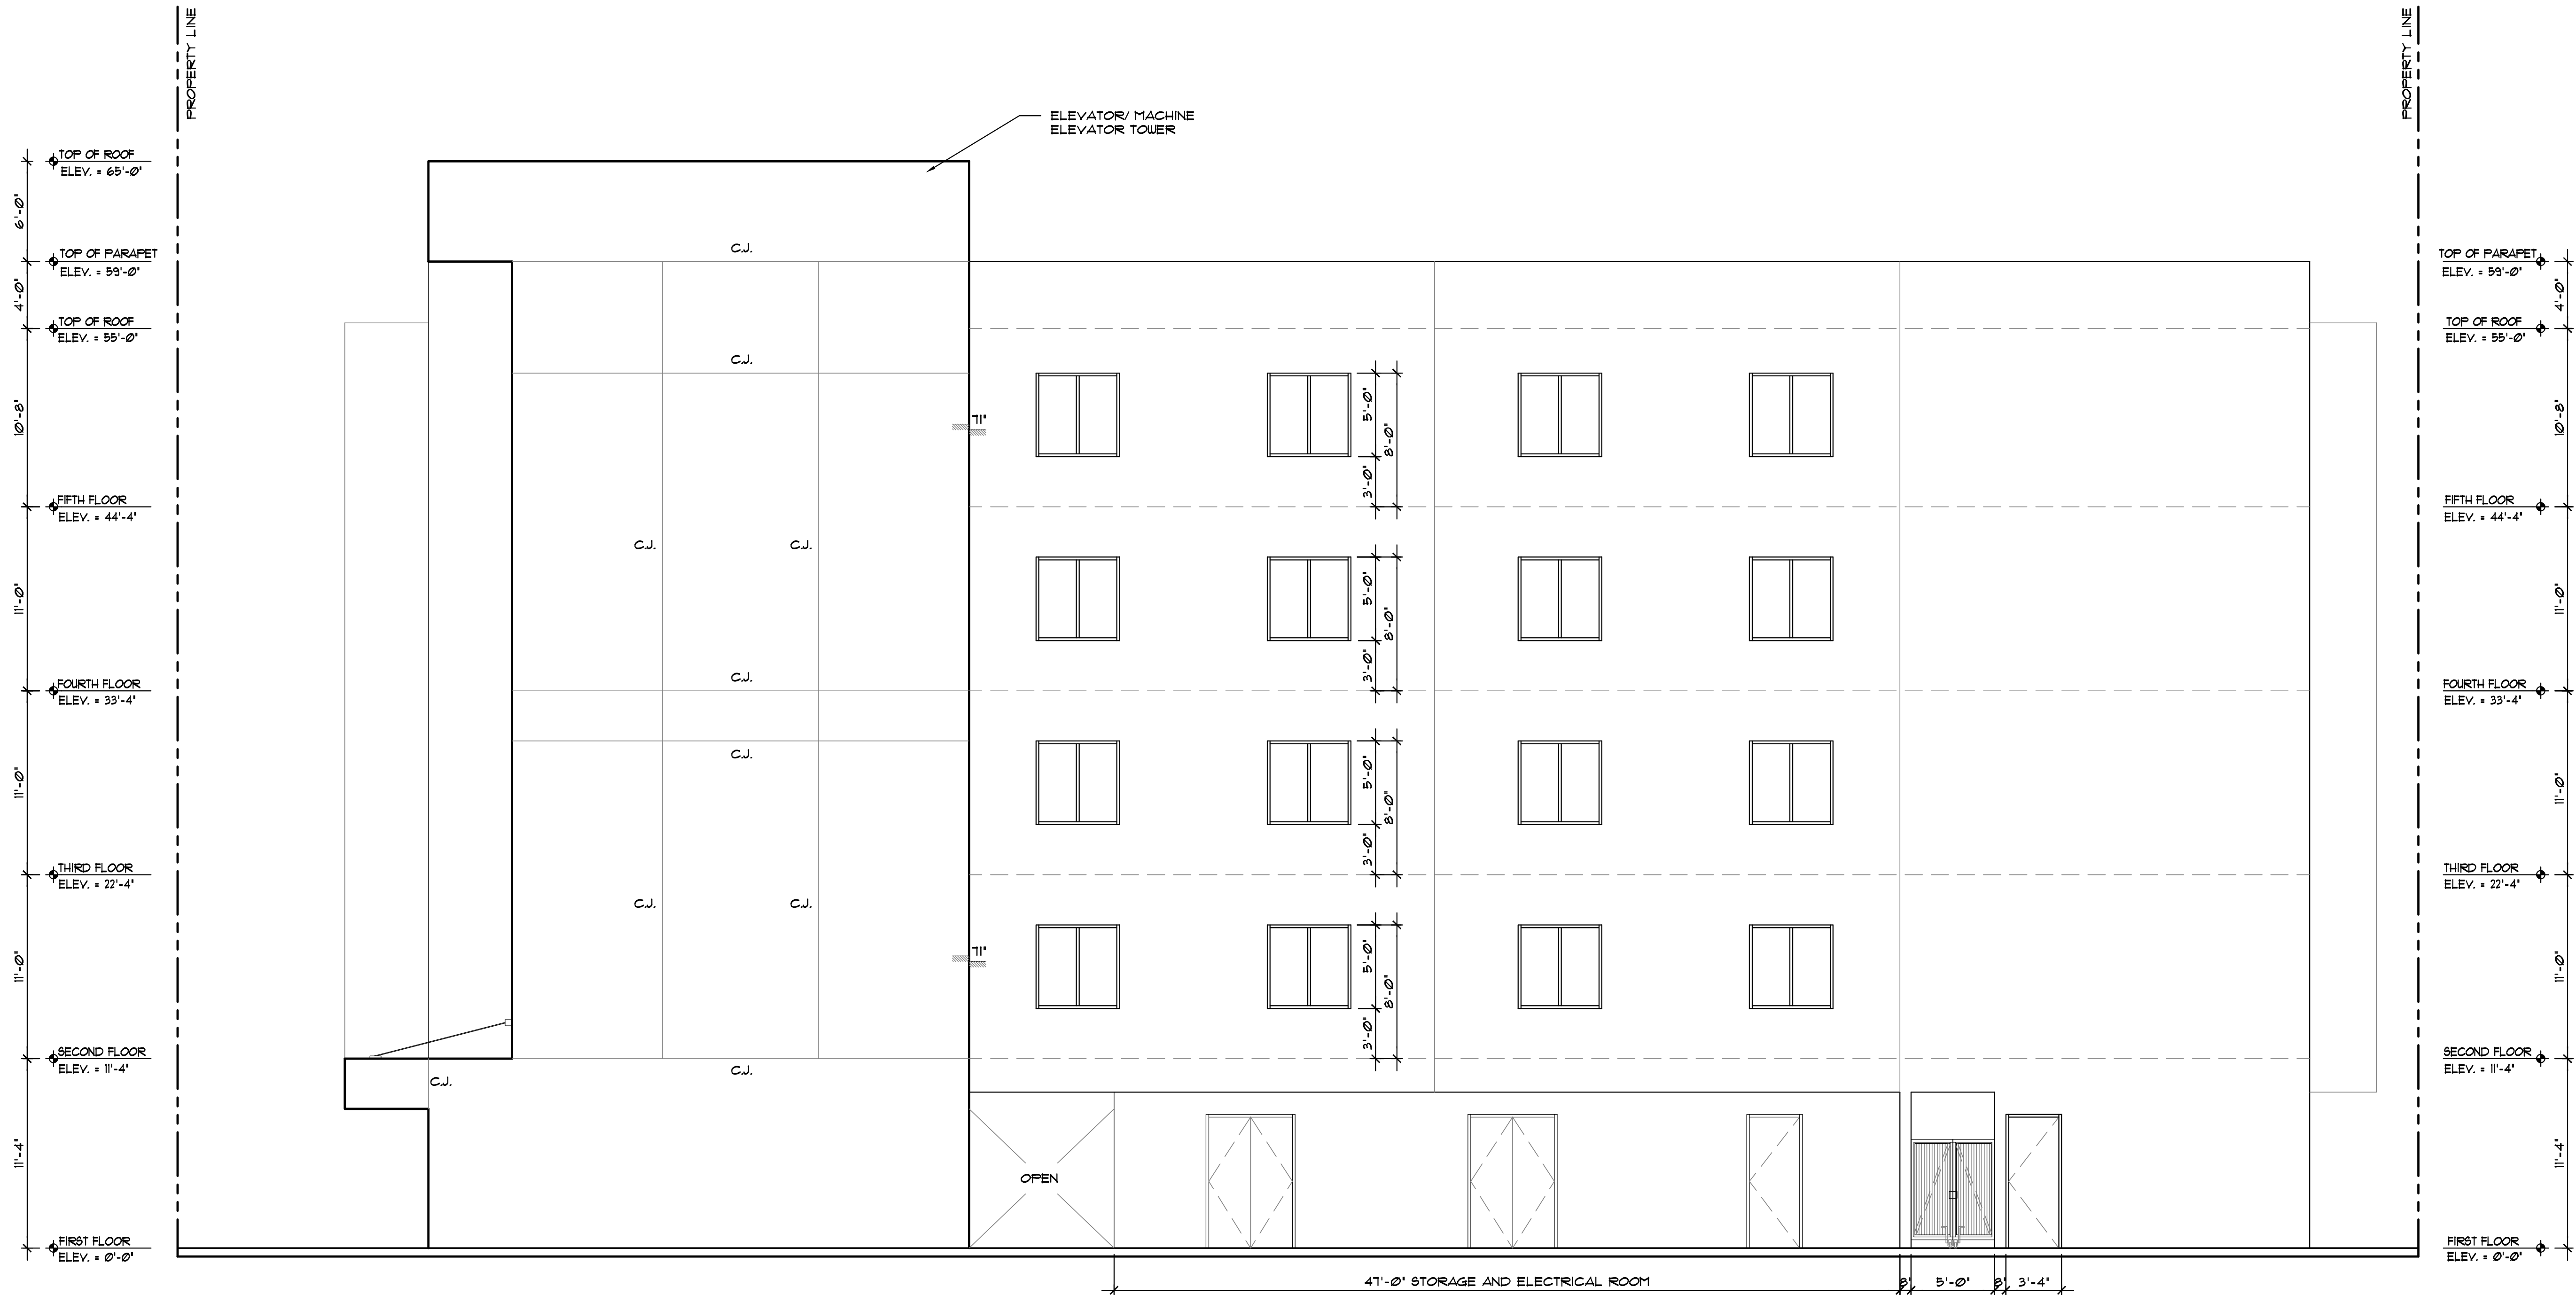 PROPERTY LINE
PROPERTY LINE
ELEVATOR/ MACHINE
ELEVATOR TOWER
TOP OF ROOF
ELEV. = 65'-0"
6'-0"
TOP OF PARAPET
ELEV. = 59'-0"
4'-0"
TOP OF ROOF
ELEV. = 55'-0"
10'-8"
FIFTH FLOOR
ELEV. = 44'-4"
11'-0"
FOURTH FLOOR
ELEV. = 33'-4"
11'-0"
THIRD FLOOR
ELEV. = 22'-4"
11'-0"
SECOND FLOOR
ELEV. = 11'-4"
11'-4"
FIRST FLOOR
ELEV. = 0'-0"
C.J.
C.J.
C.J.
C.J.
C.J.
C.J.
C.J.
C.J.
C.J.
C.J.
5'-0"
8'-0"
3'-0"
5'-0"
8'-0"
3'-0"
5'-0"
8'-0"
3'-0"
5'-0"
8'-0"
3'-0"
OPEN
47'-0" STORAGE AND ELECTRICAL ROOM
8"
5'-0"
8"
3'-4"
TOP OF PARAPET
ELEV. = 59'-0"
4'-0"
TOP OF ROOF
ELEV. = 55'-0"
10'-8"
FIFTH FLOOR
ELEV. = 44'-4"
11'-0"
FOURTH FLOOR
ELEV. = 33'-4"
11'-0"
THIRD FLOOR
ELEV. = 22'-4"
11'-0"
SECOND FLOOR
ELEV. = 11'-4"
11'-4"
FIRST FLOOR
ELEV. = 0'-0"